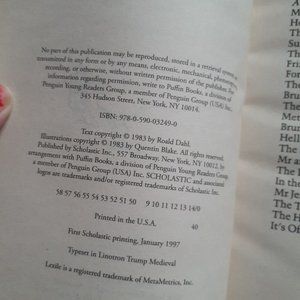 No part of this publication may be reproduced, stored in a retrieval system, or
transmitted in any form or by any means, electronic, mechanical, photocopying,
recording, or otherwise, without written permission of the publisher. For
information regarding permission, write to Puffin Books, a division of
Penguin Young Readers Group, a member of Penguin Group (USA) Inc.,
345 Hudson Street, New York, NY 10014.
ISBN: 978-0-590-03249-0
Text copyright © 1983 by Roald Dahl.
Illustrations copyright © 1983 by Quentin Blake. All rights reserved.
Published by Scholastic Inc., 557 Broadway, New York, NY 10012, by
arrangement with Puffin Books, a division of Penguin Young Readers
Group, a member of Penguin Group (USA) Inc. SCHOLASTIC and associated
logos are trademarks and/or registered trademarks of Scholastic Inc.
58 57 56 55 54 53 52 51 50 9 10 11 12 13 14/0
Printed in the U.S.A. 40
First Scholastic printing, January 1997
Typeset in Linotron Trump Medieval
Lexile is a registered trademark of MetaMetrics, Inc.
A N
My
The
Su
The
Fri
For
The
Bru
The
Met
Bru
Hell
The
The
The
In t
Mr Je
The
The H
It's Of